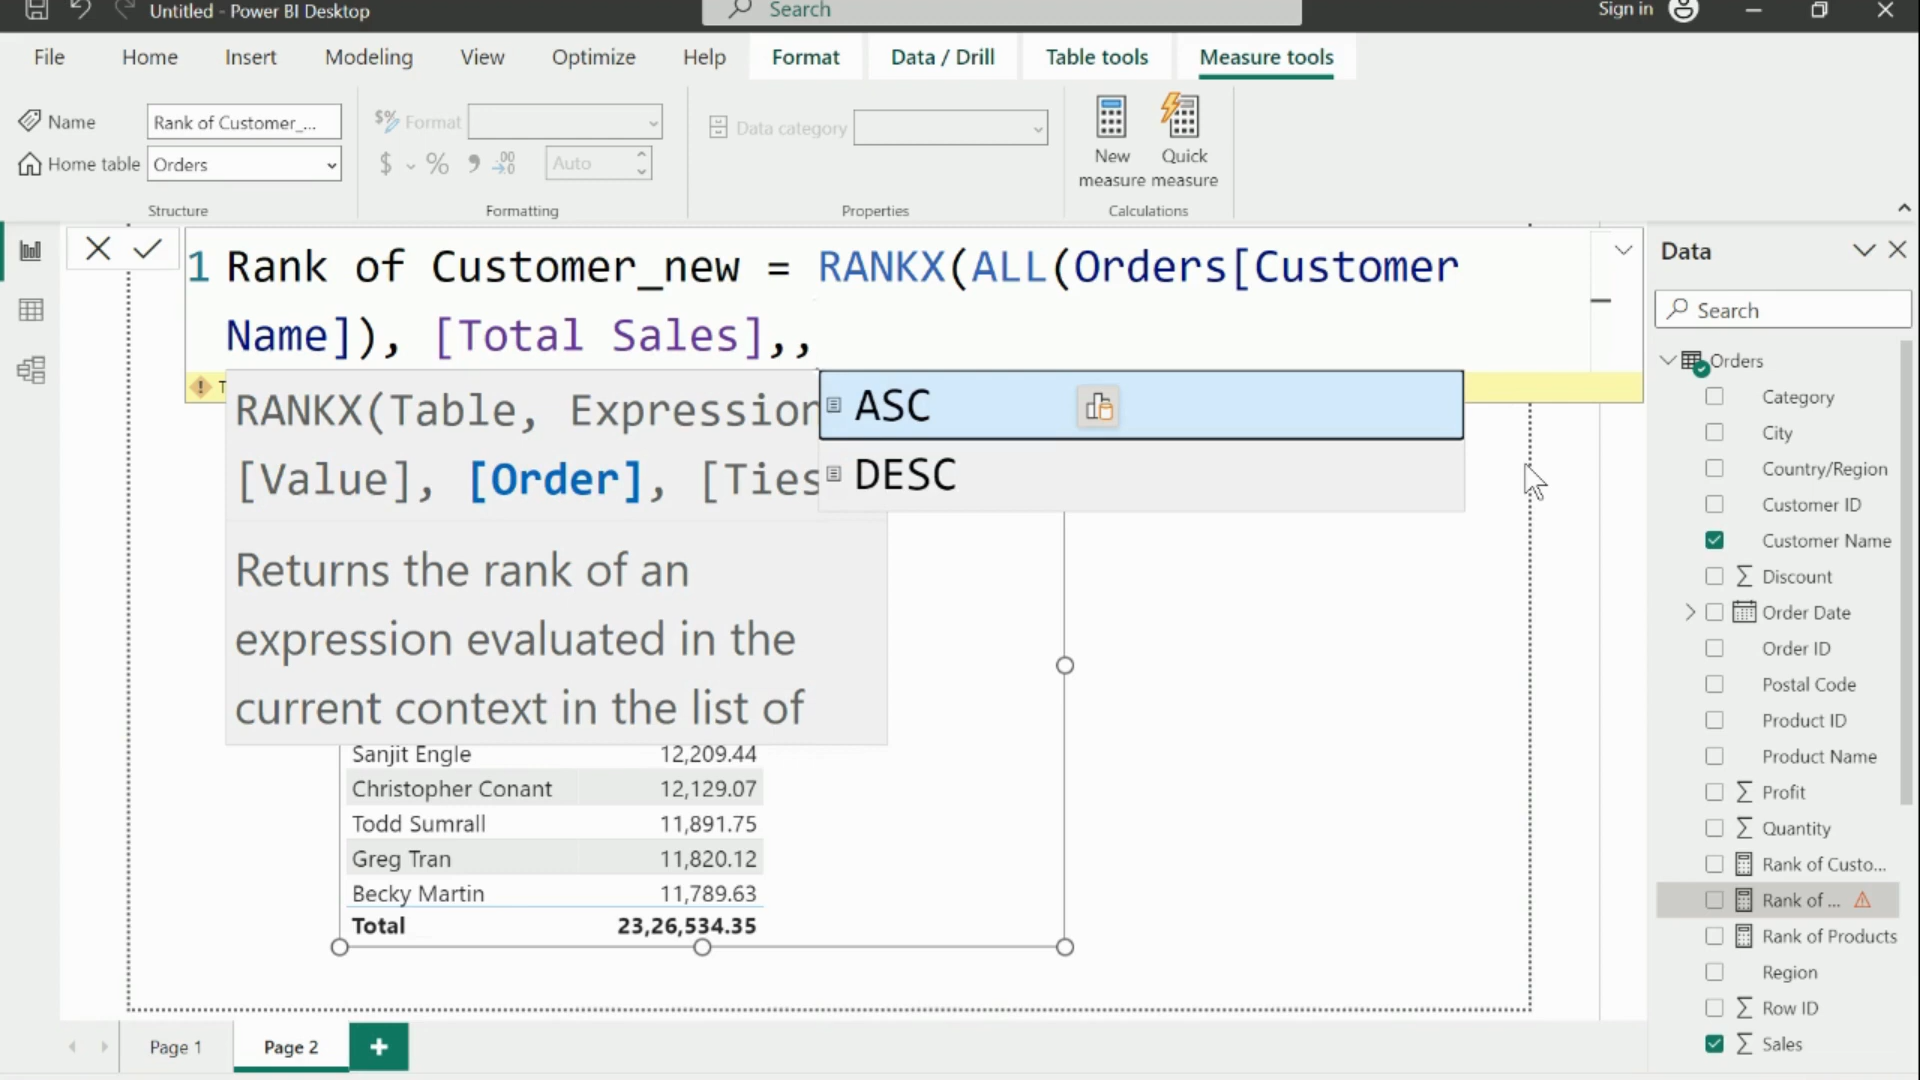 Untitled - Power BI Desktop
Search
Sign in
File Home Insert Modeling View Optimize Help Format Data / Drill Table tools Measure tools
Name Rank of Customer_...
Home table Orders
Structure
$% Format
$ % 9 .00 Auto
Formatting
Data category
Properties
New measure
Quick measure
Calculations
1 Rank of Customer_new = RANKX(ALL(Orders[Customer
Name]), [Total Sales],,
T
RANKX(Table, Expression
[Value], [Order], [Ties
Returns the rank of an
expression evaluated in the
current context in the list of
ASC
DESC
Sanjit Engle 12,209.44
Christopher Conant 12,129.07
Todd Sumrall 11,891.75
Greg Tran 11,820.12
Becky Martin 11,789.63
Total 23,26,534.35
Page 1
Page 2
+
Data
Search
Orders
Category
City
Country/Region
Customer ID
Customer Name
Discount
Order Date
Order ID
Postal Code
Product ID
Product Name
Profit
Quantity
Rank of Custo...
Rank of ...
Rank of Products
Region
Row ID
Sales